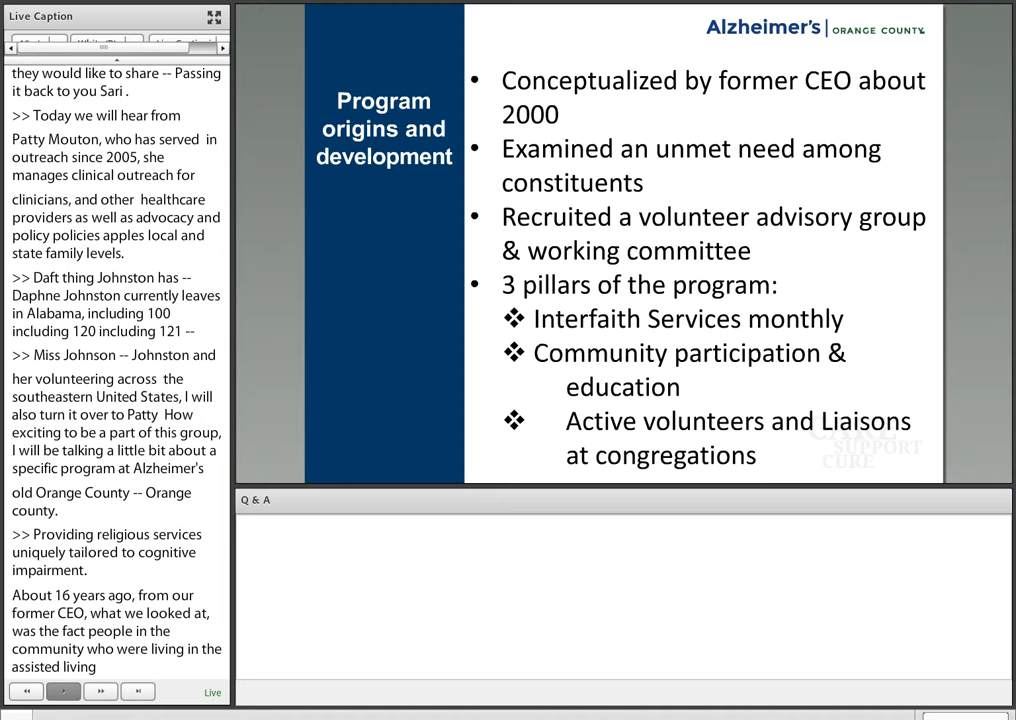 Live Caption
they would like to share -- Passing
it back to you Sari .
>> Today we will hear from
Patty Mouton, who has served in
outreach since 2005, she
manages clinical outreach for
clinicians, and other healthcare
providers as well as advocacy and
policy policies apples local and
state family levels.
>> Daft thing Johnston has --
Daphne Johnston currently leaves
in Alabama, including 100
including 120 including 121 --
>> Miss Johnson -- Johnston and
her volunteering across the
southeastern United States, I will
also turn it over to Patty How
exciting to be a part of this group,
I will be talking a little bit about a
specific program at Alzheimer's
old Orange County -- Orange
county.
>> Providing religious services
uniquely tailored to cognitive
impairment.
About 16 years ago, from our
former CEO, what we looked at,
was the fact people in the
community who were living in the
assisted living
Live
Alzheimer's | ORANGE COUNTY
Program
origins and
development
• Conceptualized by former CEO about
2000
• Examined an unmet need among
constituents
• Recruited a volunteer advisory group
& working committee
• 3 pillars of the program:
❖ Interfaith Services monthly
❖ Community participation &
education
❖ Active volunteers and Liaisons
at congregations
CARE
SUPPORT
CURE
Q & A